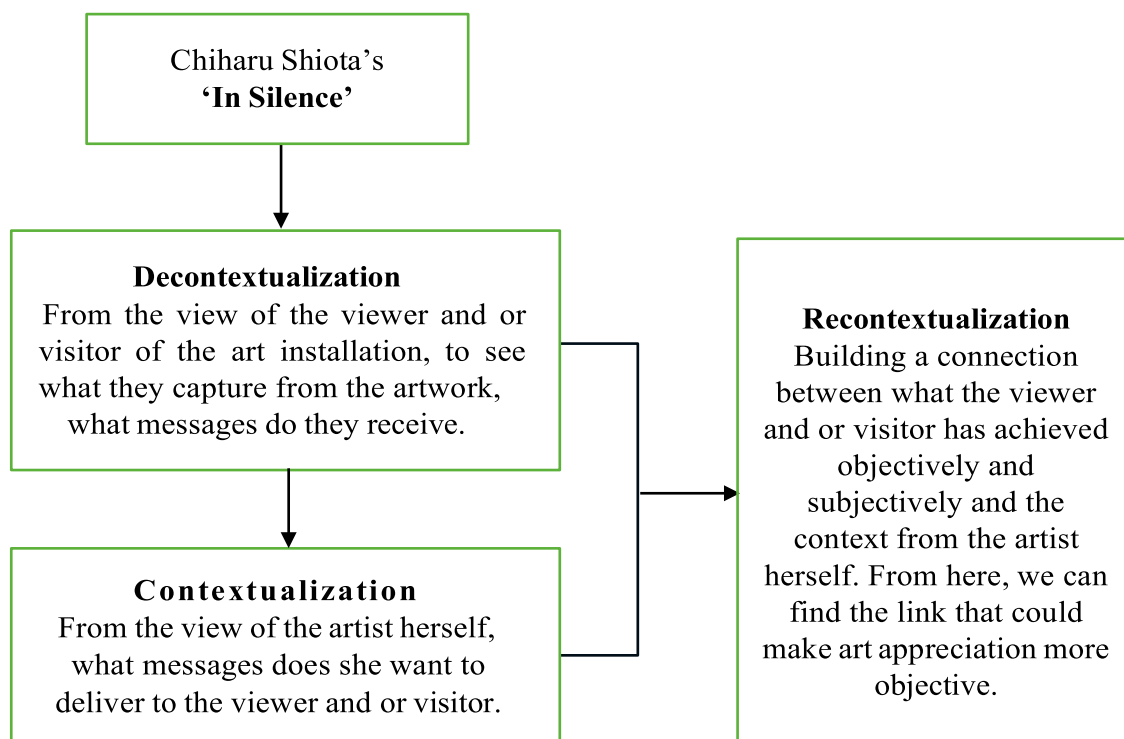 Chiharu Shiota’s
‘In Silence’
Decontextualization
From the view of the viewer and or
visitor of the art installation, to see
what they capture from the artwork,
what messages do they receive.
Contextualization
From the view of the artist herself,
what messages does she want to
deliver to the viewer and or visitor.
Recontextualization
Building a connection
between what the viewer
and or visitor has achieved
objectively and
subjectively and the
context from the artist
herself. From here, we can
find the link that could
make art appreciation more
objective.